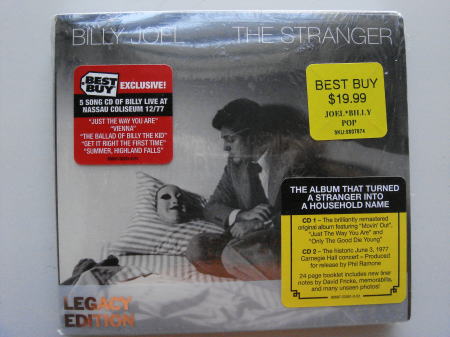 BILLY JOEL THE STRANGER
BEST
BUY
EXCLUSIVE!
5 SONG CD OF BILLY LIVE AT
NASSAU COLISEUM 12/77
"JUST THE WAY YOU ARE"
"VIENNA"
"THE BALLAD OF BILLY THE KID"
"GET IT RIGHT THE FIRST TIME"
"SUMMER, HIGHLAND FALLS"
BEST BUY
$19.99
JOEL*BILLY
POP
SKU:8807874
THE ALBUM THAT TURNED
A STRANGER INTO
A HOUSEHOLD NAME
CD 1 – The brilliantly remastered
original album featuring "Movin' Out",
"Just The Way You Are" and
"Only The Good Die Young"
CD 2 – The historic June 3, 1977
Carnegie Hall concert – Produced
for release by Phil Ramone
24 page booklet includes new liner
notes by David Fricke, memorabilia,
and many unseen photos!
LEGACY
EDITION